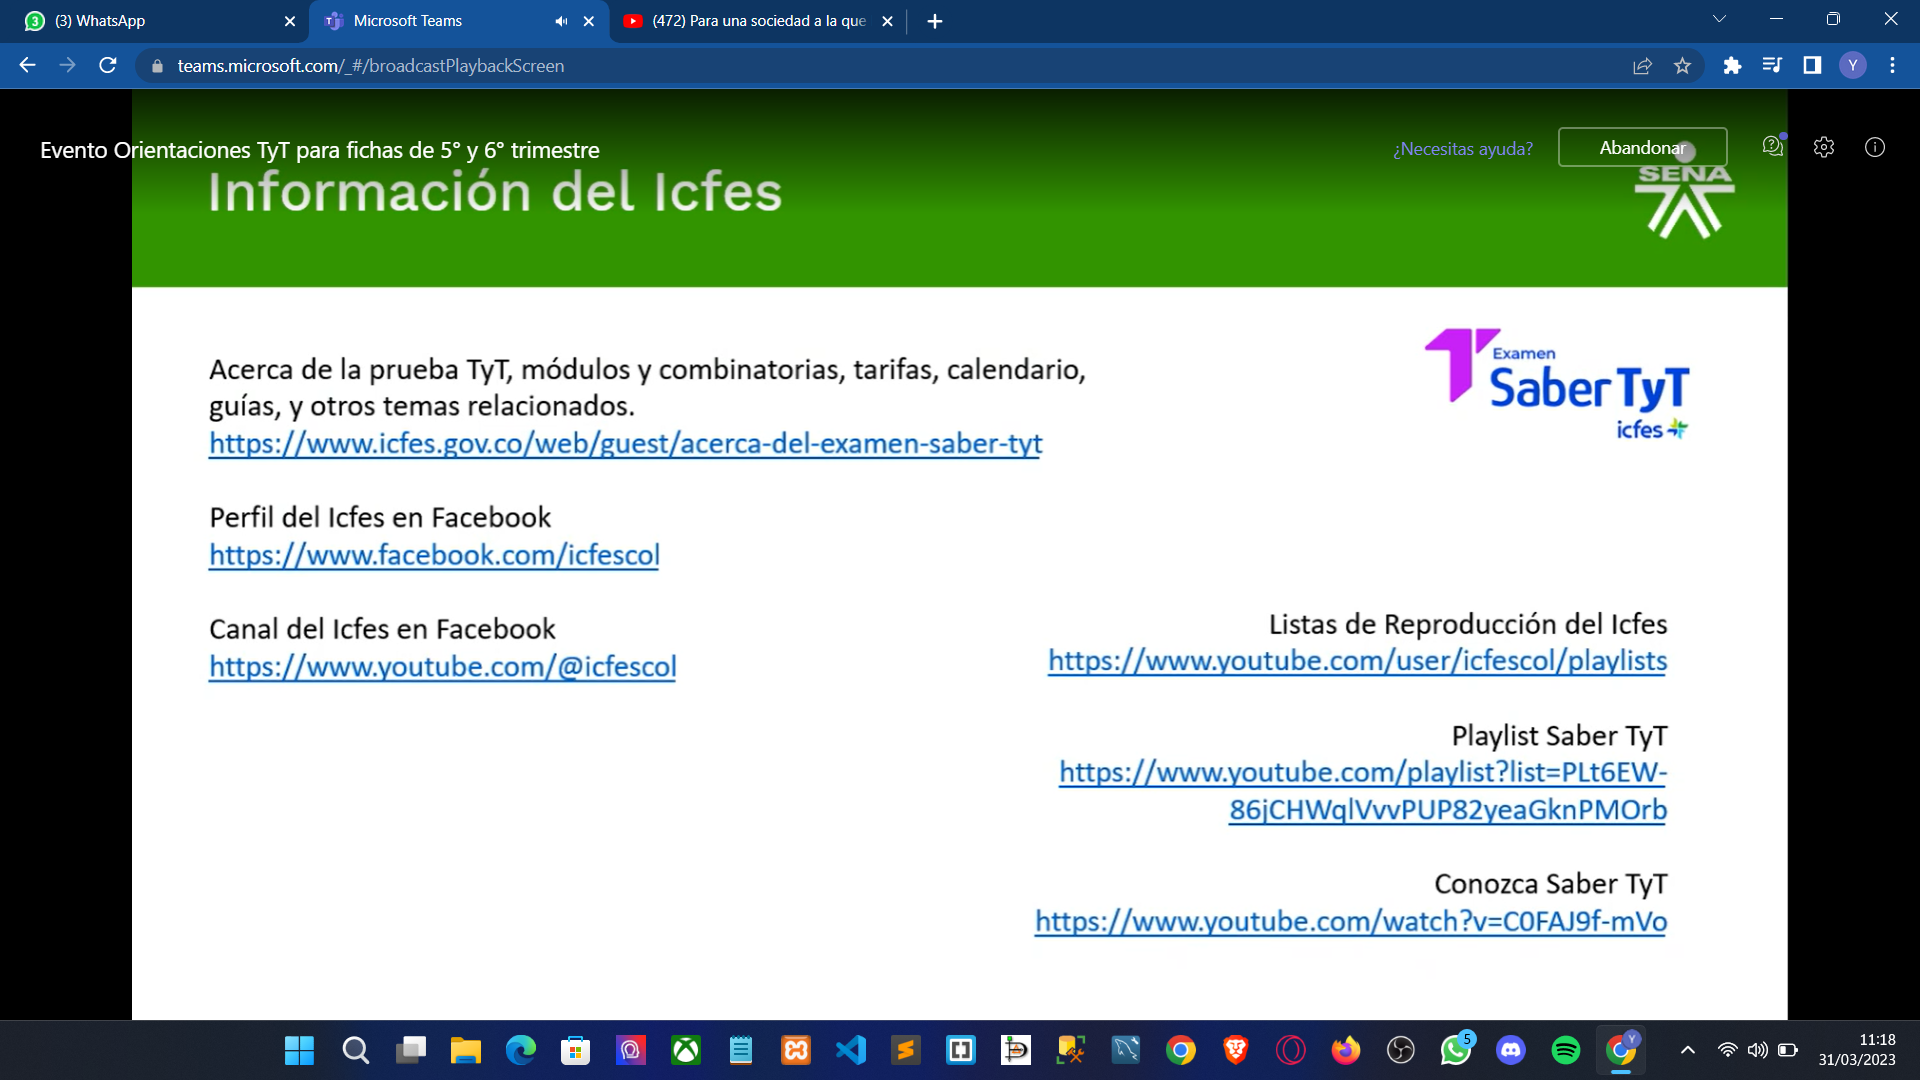 (3) WhatsApp
Microsoft Teams
(472) Para una sociedad a la que
teams.microsoft.com/_#/broadcastPlaybackScreen
Y
Evento Orientaciones TyT para fichas de 5° y 6° trimestre
¿Necesitas ayuda?
Abandonar
Información del Icfes
SENA
Acerca de la prueba TyT, módulos y combinatorias, tarifas, calendario,
guías, y otros temas relacionados.
https://www.icfes.gov.co/web/guest/acerca-del-examen-saber-tyt
Examen
Saber TyT
icfes
Perfil del Icfes en Facebook
https://www.facebook.com/icfescol
Canal del Icfes en Facebook
https://www.youtube.com/@icfescol
Listas de Reproducción del Icfes
https://www.youtube.com/user/icfescol/playlists
Playlist Saber TyT
https://www.youtube.com/playlist?list=PLt6EW-
86jCHWqlVvvPUP82yeaGknPMOrb
Conozca Saber TyT
https://www.youtube.com/watch?v=C0FAJ9f-mVo
5
Y
11:18
31/03/2023